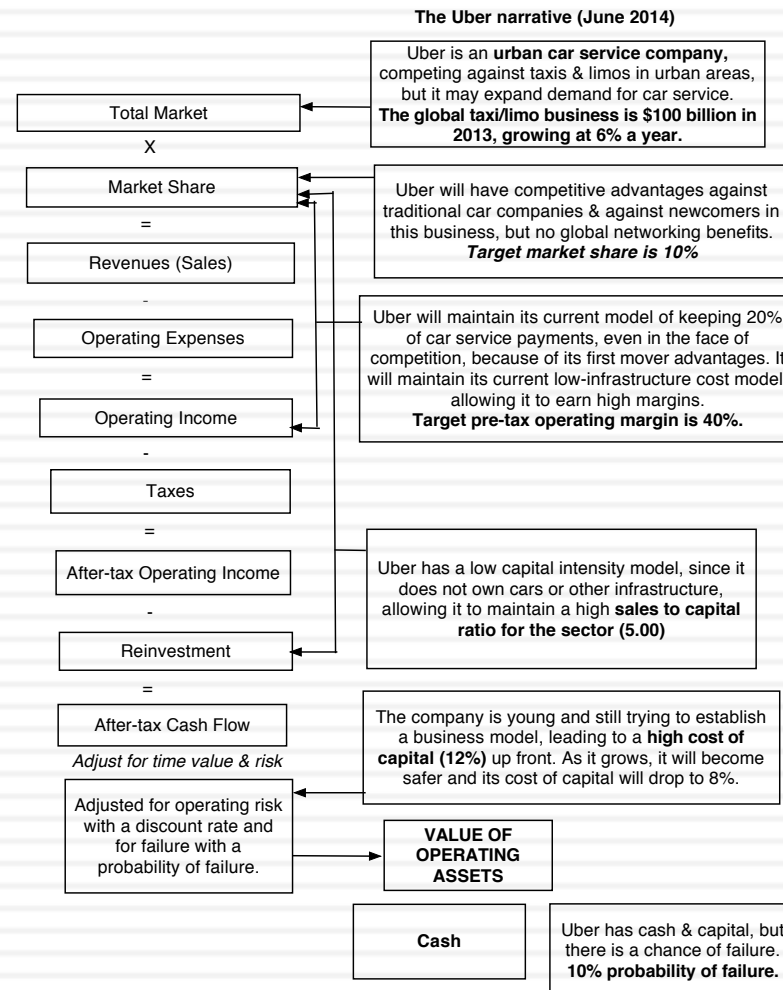 The Uber narrative (June 2014)
Uber is an urban car service company,
competing against taxis & limos in urban areas,
but it may expand demand for car service.
The global taxi/limo business is $100 billion in
2013, growing at 6% a year.
Total Market
X
Market Share
Uber will have competitive advantages against
traditional car companies & against newcomers in
this business, but no global networking benefits.
Target market share is 10%
=
Revenues (Sales)
-
Operating Expenses
Uber will maintain its current model of keeping 20%
of car service payments, even in the face of
competition, because of its first mover advantages. It
will maintain its current low-infrastructure cost model,
allowing it to earn high margins.
Target pre-tax operating margin is 40%.
=
Operating Income
-
Taxes
=
After-tax Operating Income
Uber has a low capital intensity model, since it
does not own cars or other infrastructure,
allowing it to maintain a high sales to capital
ratio for the sector (5.00)
-
Reinvestment
=
After-tax Cash Flow
The company is young and still trying to establish
a business model, leading to a high cost of
capital (12%) up front. As it grows, it will become
safer and its cost of capital will drop to 8%.
Adjust for time value & risk
Adjusted for operating risk
with a discount rate and
for failure with a
probability of failure.
VALUE OF
OPERATING
ASSETS
Cash
Uber has cash & capital, but
there is a chance of failure.
10% probability of failure.